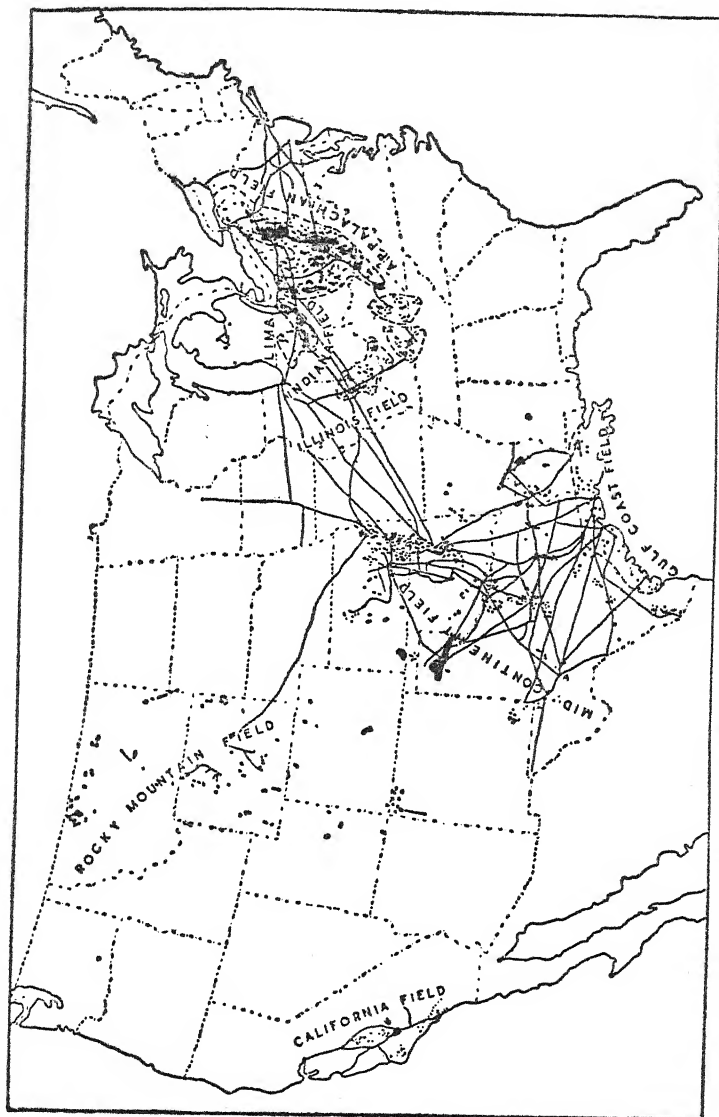 APPALACHIAN FIELD
LIMA
INDIANA FIELD
ILLINOIS FIELD
GULF COAST FIELD
MID-CONTINENT FIELD
ROCKY MOUNTAIN FIELD
CALIFORNIA FIELD